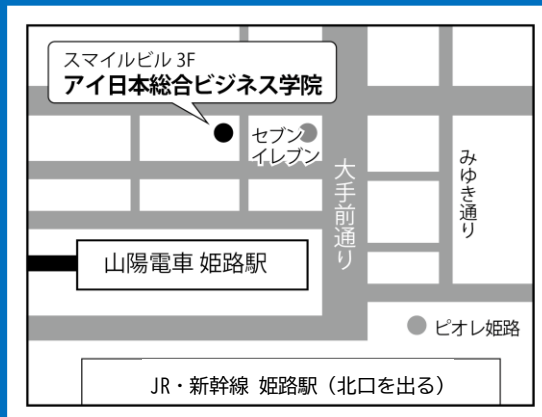 スマイルビル 3F
アイ日本総合ビジネス学院
セブン
イレブン
大手前通り
みゆき通り
山陽電車 姫路駅
ピオレ姫路
JR・新幹線 姫路駅（北口を出る）